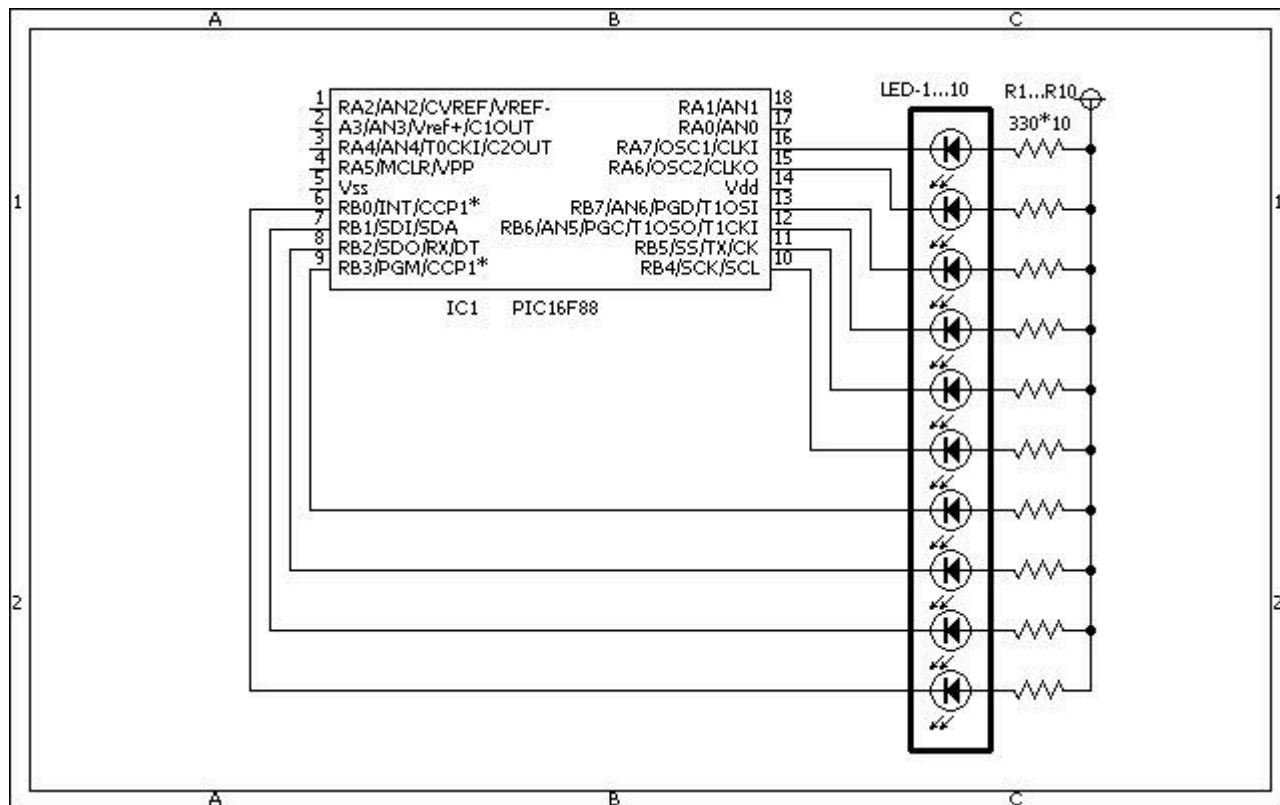 A B C
LED-1...10 R1...R10
330*10
1 RA2/AN2/CVREF/VREF- RA1/AN1 18
2 A3/AN3/Vref+/C1OUT RA0/AN0 17
3 RA4/AN4/T0CKI/C2OUT RA7/OSC1/CLKI 16
4 RA5/MCLR/VPP RA6/OSC2/CLKO 15
5 Vss Vdd 14
6 RB0/INT/CCP1* RB7/AN6/PGD/T1OSI 13
7 RB1/SDI/SDA RB6/AN5/PGC/T1OSO/T1CKI 12
8 RB2/SDO/RX/DT RB5/SS/TX/CK 11
9 RB3/PGM/CCP1* RB4/SCK/SCL 10
1 1
IC1 PIC16F88
2 2
A B C